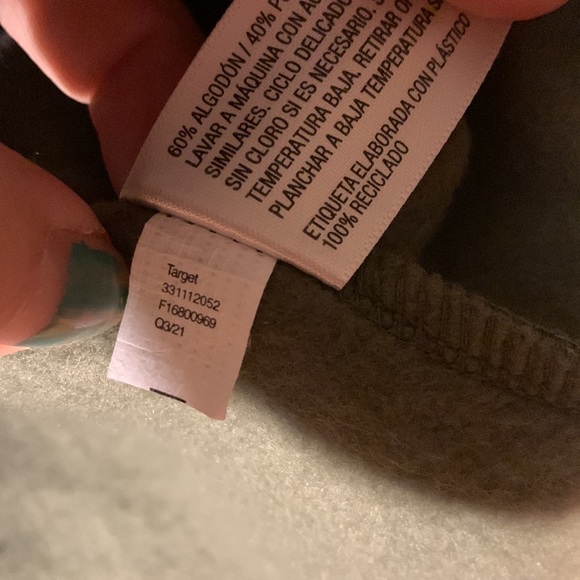 60% ALGODÓN / 40% P
LAVAR A MÁQUINA CON
SIMILARES. CICLO DELICADO
SIN CLORO SI ES NECESARIO.
TEMPERATURA BAJA. RETIRAR
PLANCHAR A BAJA TEMPERATURA
ETIQUETA ELABORADA CON PLÁSTICO
100% RECICLADO
Target
331112052
F16800969
Q3/21